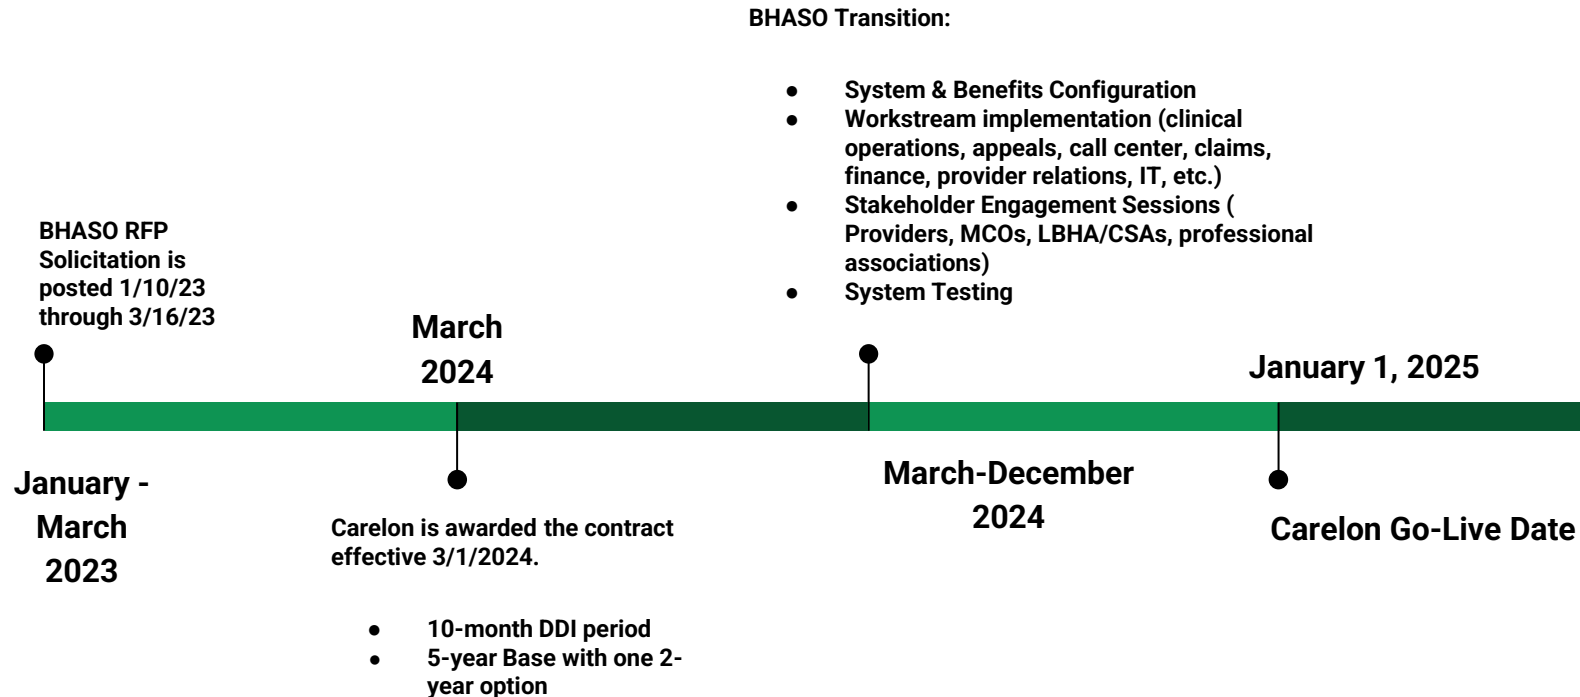 BHASO Transition:
● System & Benefits Configuration
● Workstream implementation (clinical
operations, appeals, call center, claims,
finance, provider relations, IT, etc.)
● Stakeholder Engagement Sessions (
Providers, MCOs, LBHA/CSAs, professional
associations)
● System Testing
BHASO RFP
Solicitation is
posted 1/10/23
through 3/16/23
March
2024
January 1, 2025
January -
March
2023
Carelon is awarded the contract
effective 3/1/2024.
● 10-month DDI period
● 5-year Base with one 2-
year option
March-December
2024
Carelon Go-Live Date